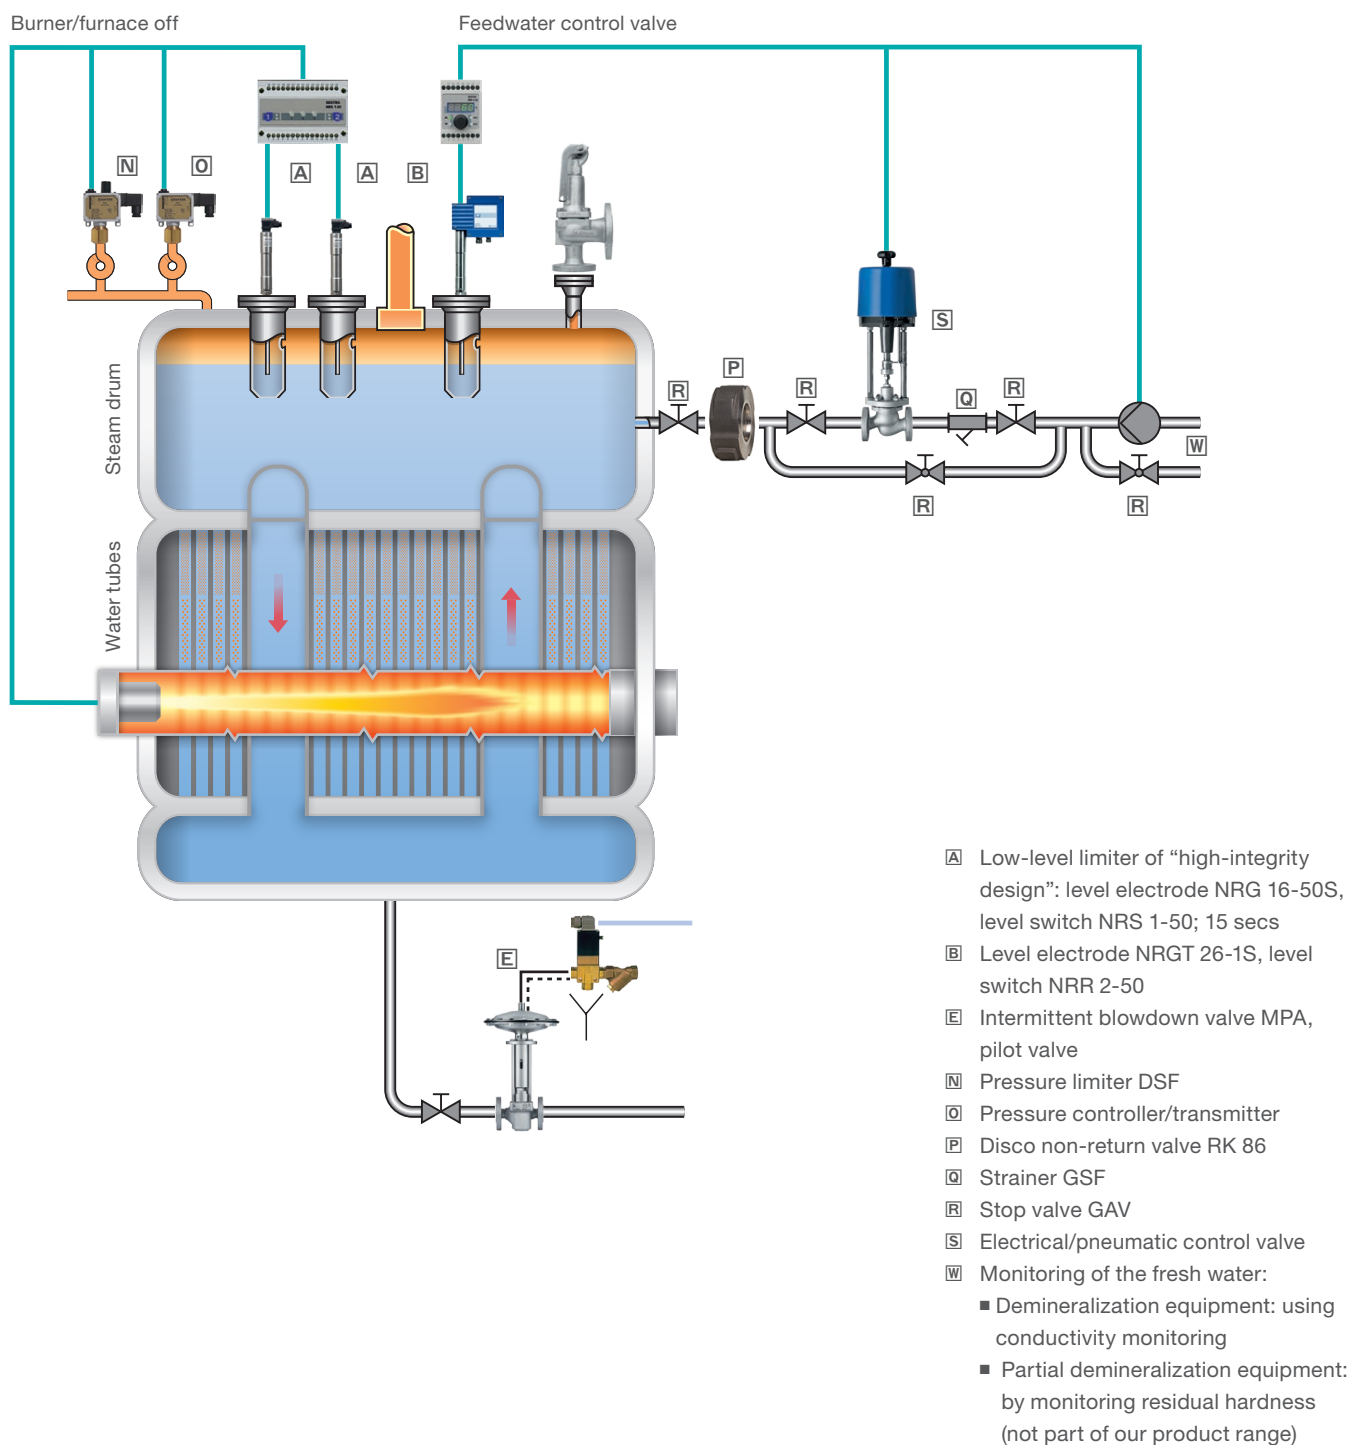 Burner/furnace off
Feedwater control valve
N
O
A
A
B
S
P
R
R
Q
R
W
R
R
Steam drum
Water tubes
E
A Low-level limiter of “high-integrity
design”: level electrode NRG 16-50S,
level switch NRS 1-50; 15 secs
B Level electrode NRGT 26-1S, level
switch NRR 2-50
E Intermittent blowdown valve MPA,
pilot valve
N Pressure limiter DSF
O Pressure controller/transmitter
P Disco non-return valve RK 86
Q Strainer GSF
R Stop valve GAV
S Electrical/pneumatic control valve
W Monitoring of the fresh water:
■ Demineralization equipment: using
conductivity monitoring
■ Partial demineralization equipment:
by monitoring residual hardness
(not part of our product range)